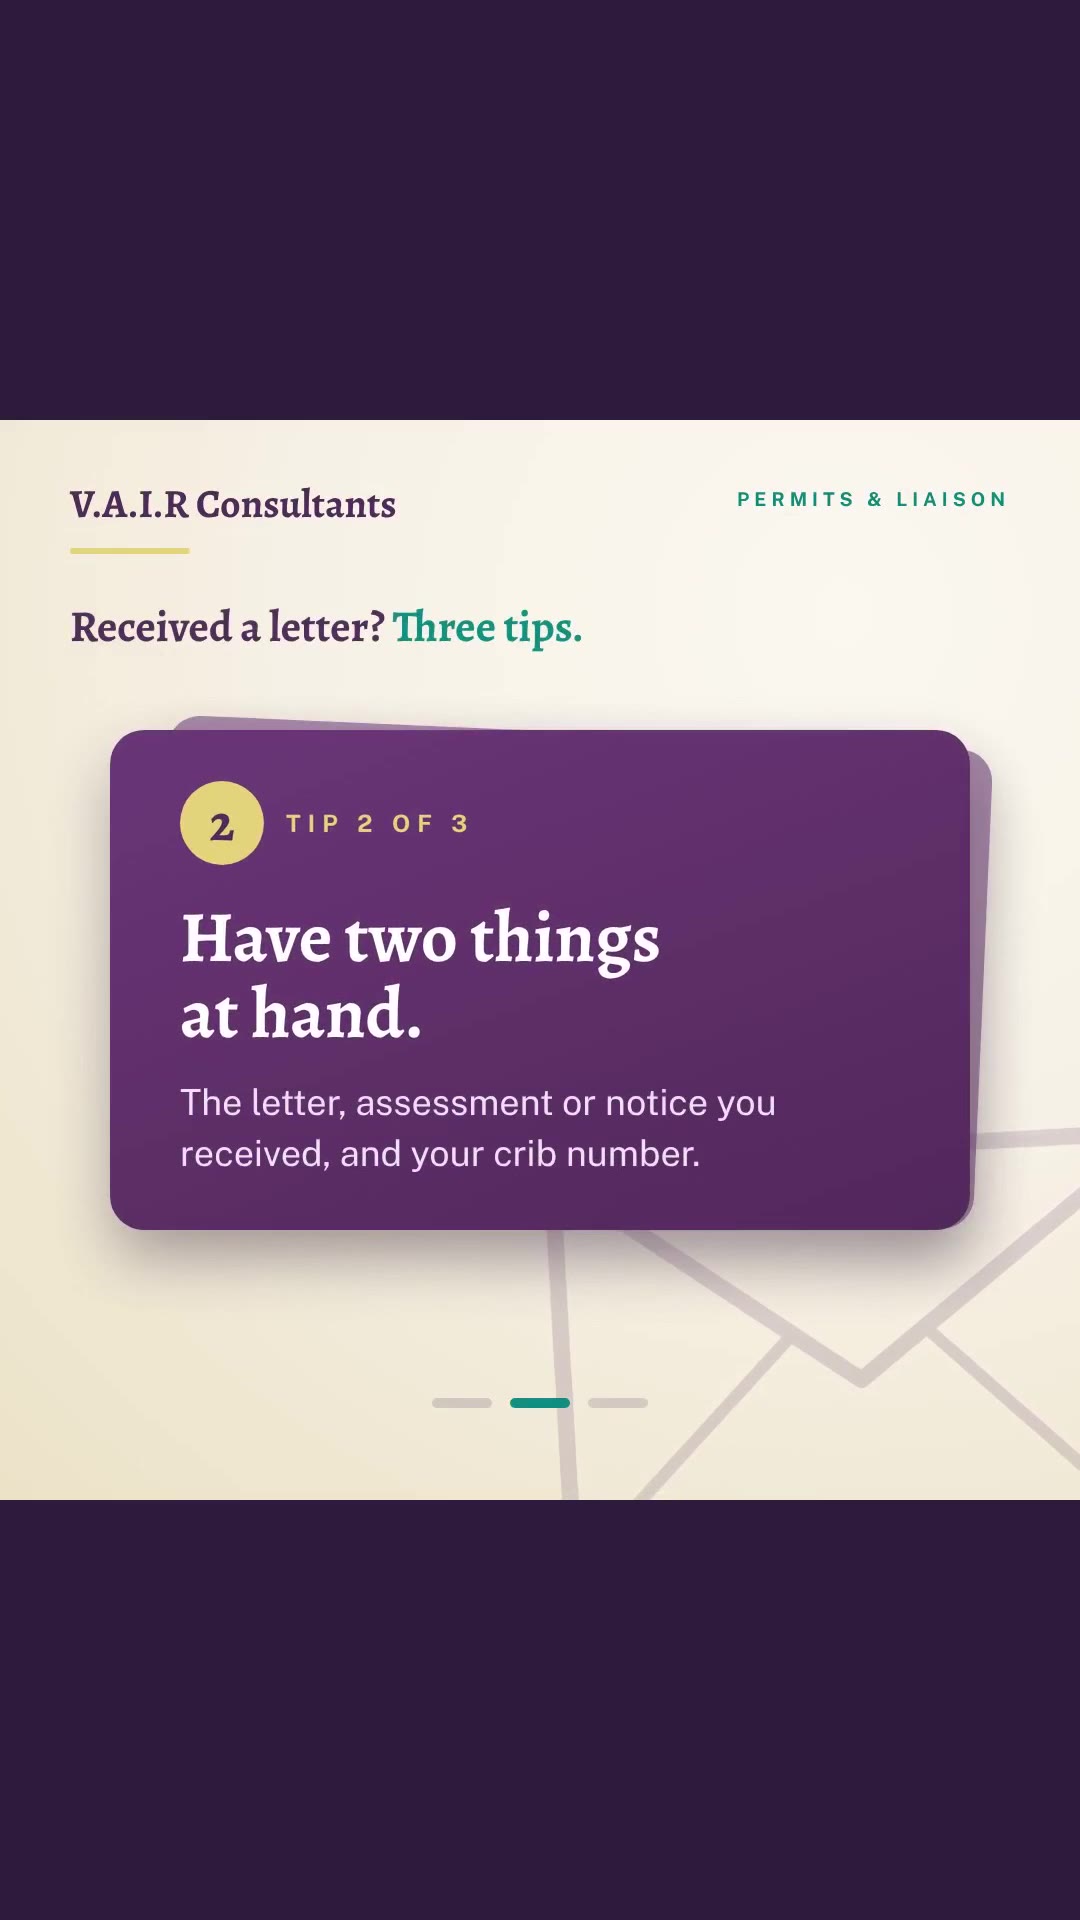 V.A.I.R Consultants
PERMITS & LIAISON
Received a letter? Three tips.
2
TIP 2 OF 3
Have two things
at hand.
The letter, assessment or notice you
received, and your crib number.